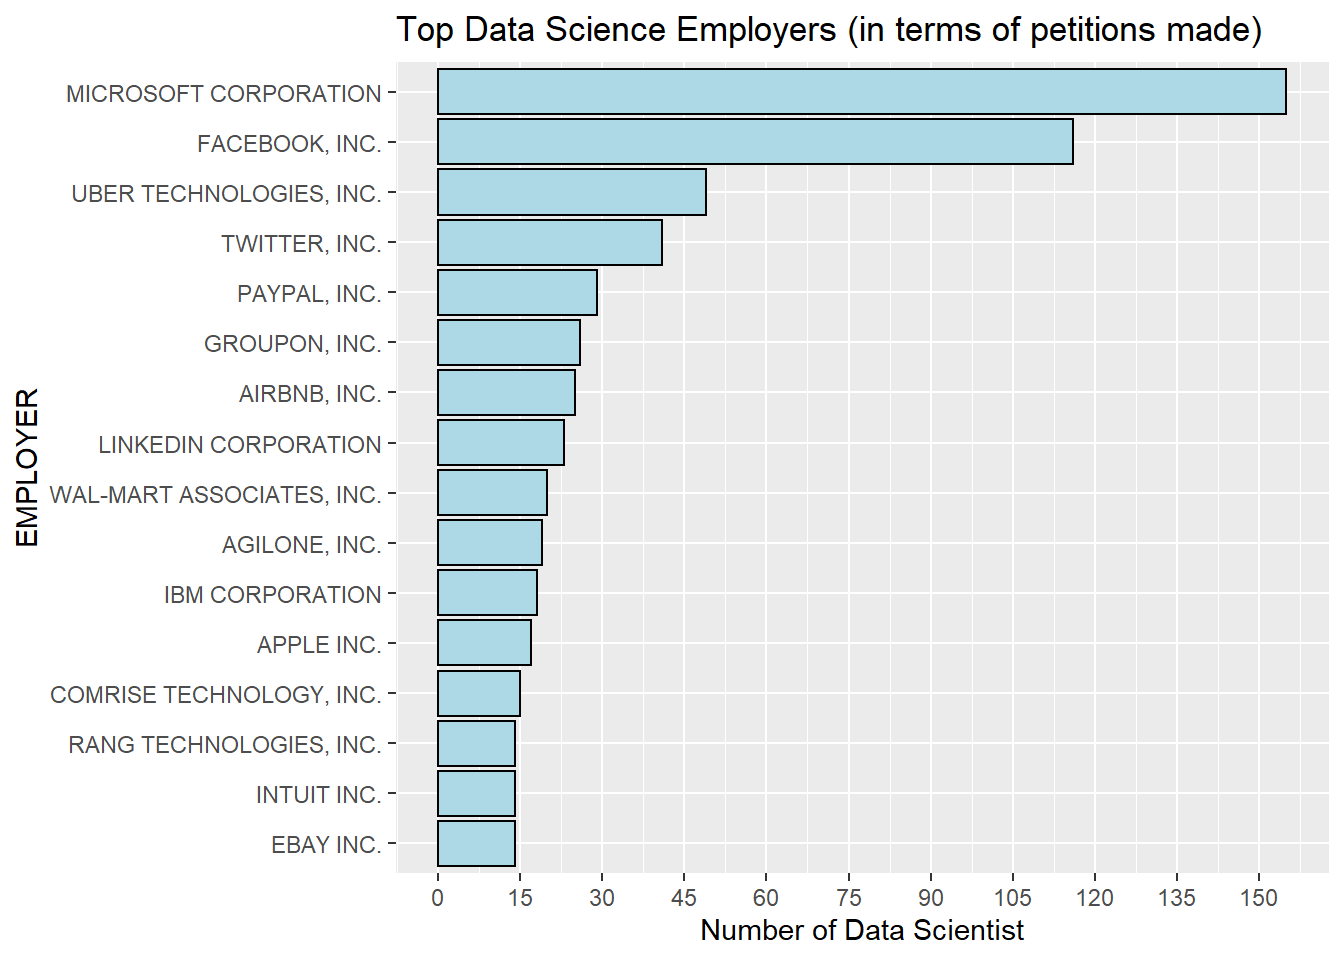 Top Data Science Employers (in terms of petitions made)
MICROSOFT CORPORATION
FACEBOOK, INC.
UBER TECHNOLOGIES, INC.
TWITTER, INC.
PAYPAL, INC.
GROUPON, INC.
AIRBNB, INC.
LINKEDIN CORPORATION
WAL-MART ASSOCIATES, INC.
AGILONE, INC.
IBM CORPORATION
APPLE INC.
COMRISE TECHNOLOGY, INC.
RANG TECHNOLOGIES, INC.
INTUIT INC.
EBAY INC.
EMPLOYER
0 15 30 45 60 75 90 105 120 135 150
Number of Data Scientist